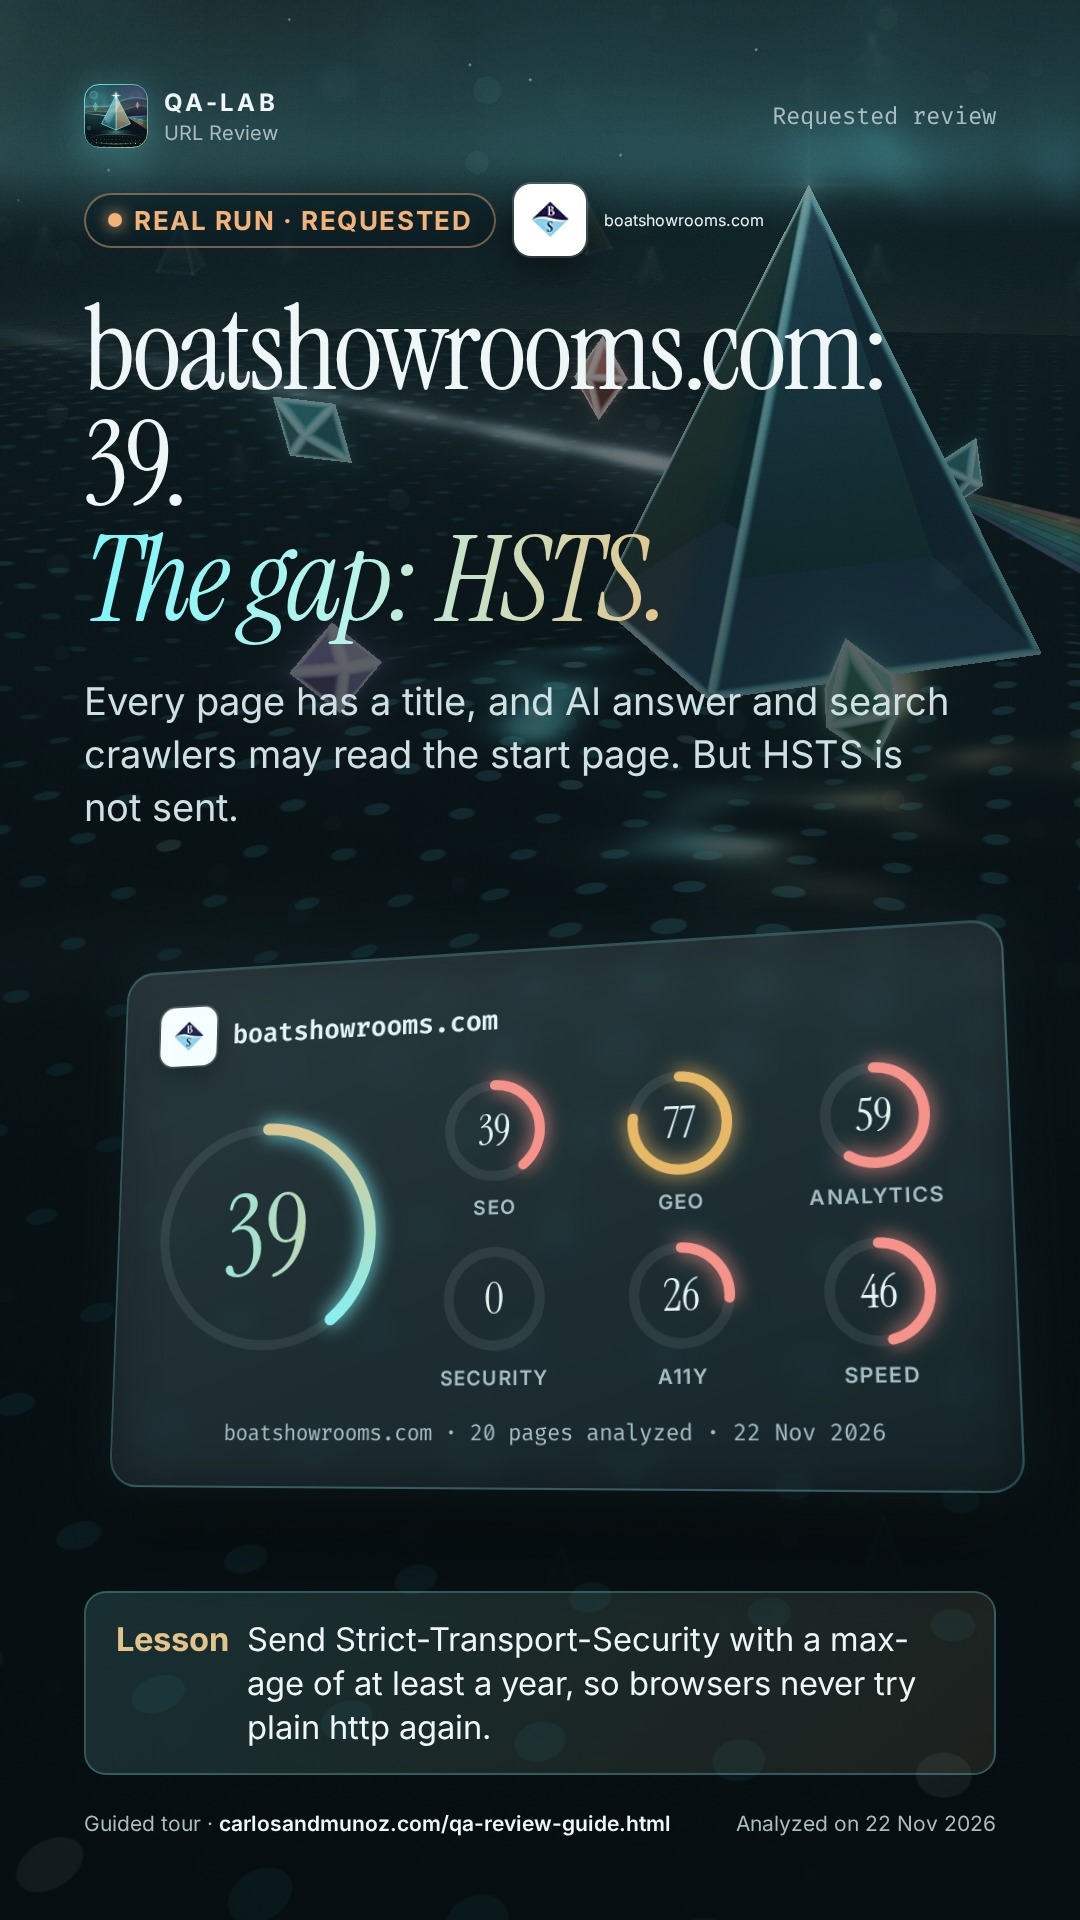 QA-LAB
URL Review
Requested review
REAL RUN · REQUESTED
B
S
boatshowrooms.com
boatshowrooms.com:
39.
The gap: HSTS.
Every page has a title, and AI answer and search
crawlers may read the start page. But HSTS is
not sent.
B
S
boatshowrooms.com
39
39
SEO
77
GEO
59
ANALYTICS
0
SECURITY
26
A11Y
46
SPEED
boatshowrooms.com · 20 pages analyzed · 22 Nov 2026
Lesson
Send Strict-Transport-Security with a max-
age of at least a year, so browsers never try
plain http again.
Guided tour · carlosandmunoz.com/qa-review-guide.html
Analyzed on 22 Nov 2026